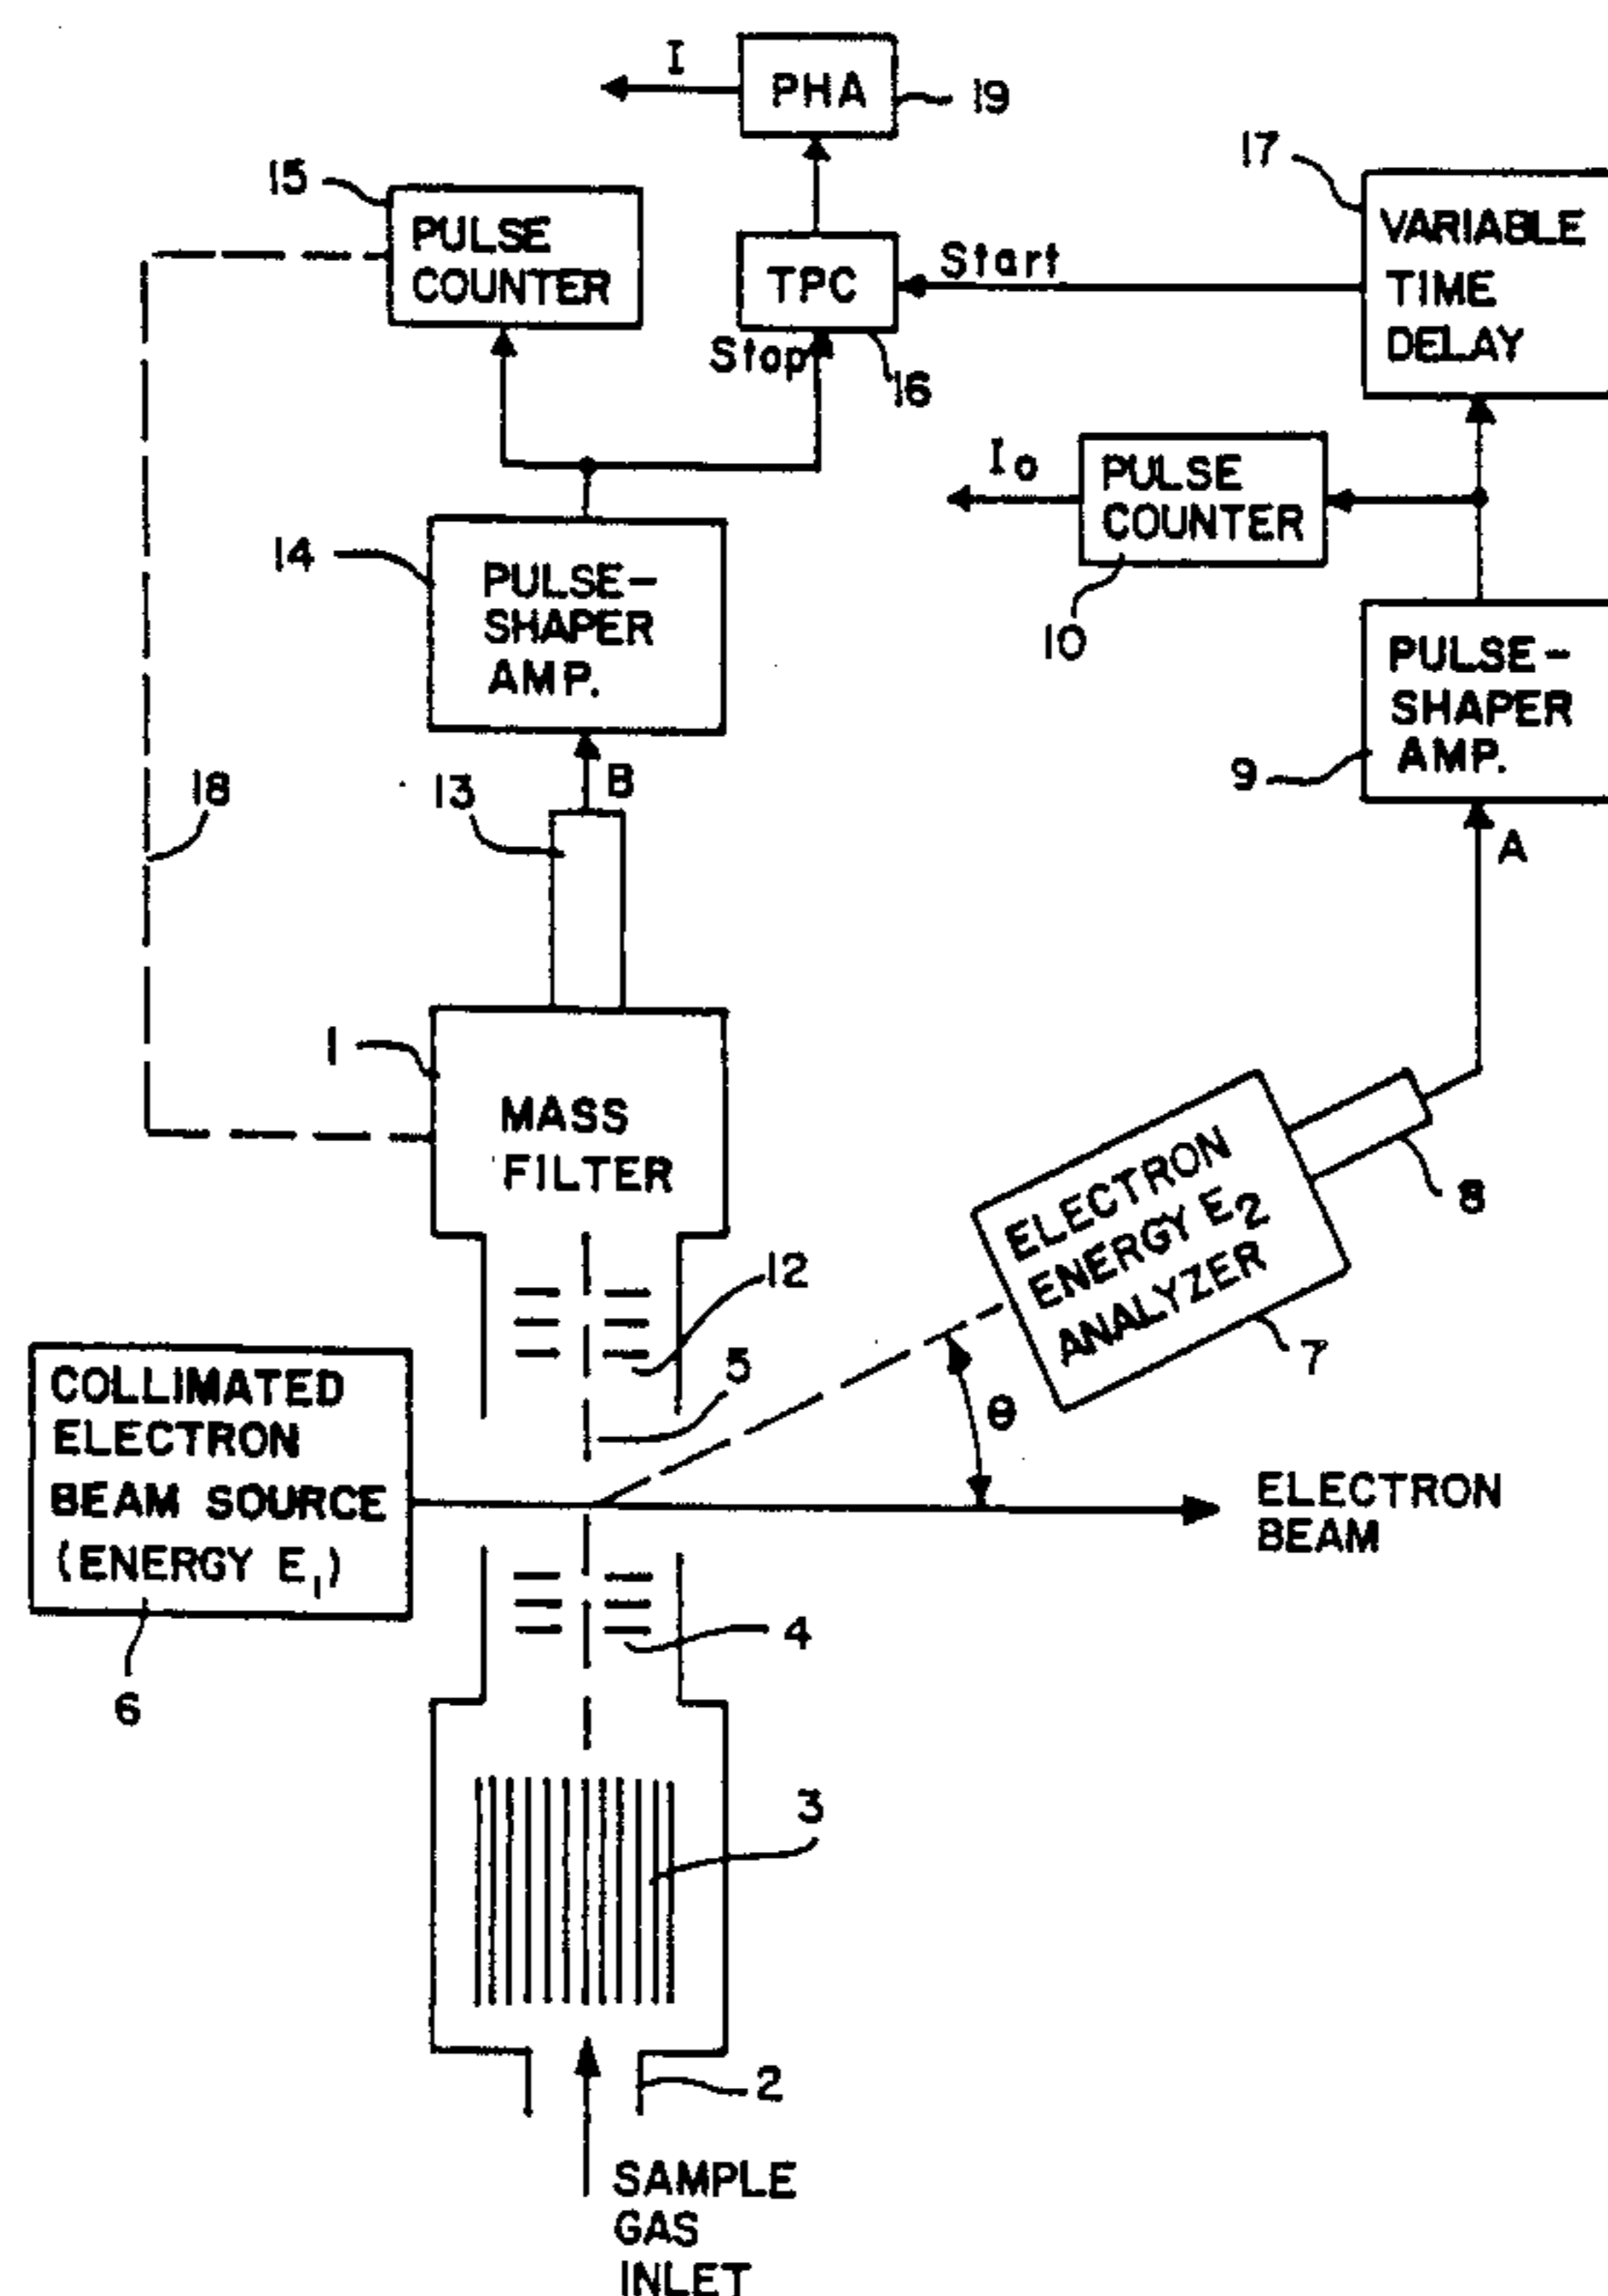 I
PHA
19
15
PULSE
COUNTER
TPC
Start
Stop
16
17
VARIABLE
TIME
DELAY
Io
PULSE
COUNTER
10
14
PULSE-
SHAPER
AMP.
PULSE-
SHAPER
AMP.
9
18
13
B
A
1
MASS
FILTER
12
5
ELECTRON
ENERGY E2
ANALYZER
8
7
θ
COLLIMATED
ELECTRON
BEAM SOURCE
(ENERGY E1)
6
ELECTRON
BEAM
4
3
2
SAMPLE
GAS
INLET